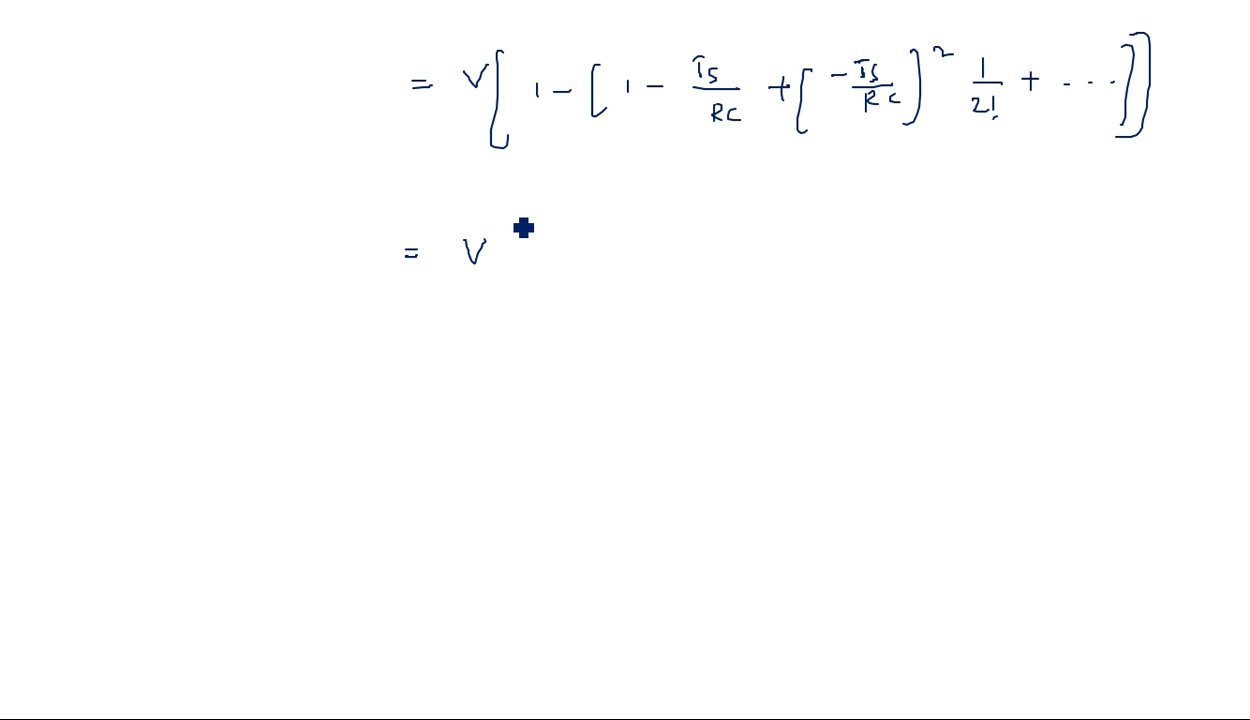 = V[ 1 - [ 1 - Ts/RC + [ -Ts/RC ]² 1/2! + ... ] ]
= V